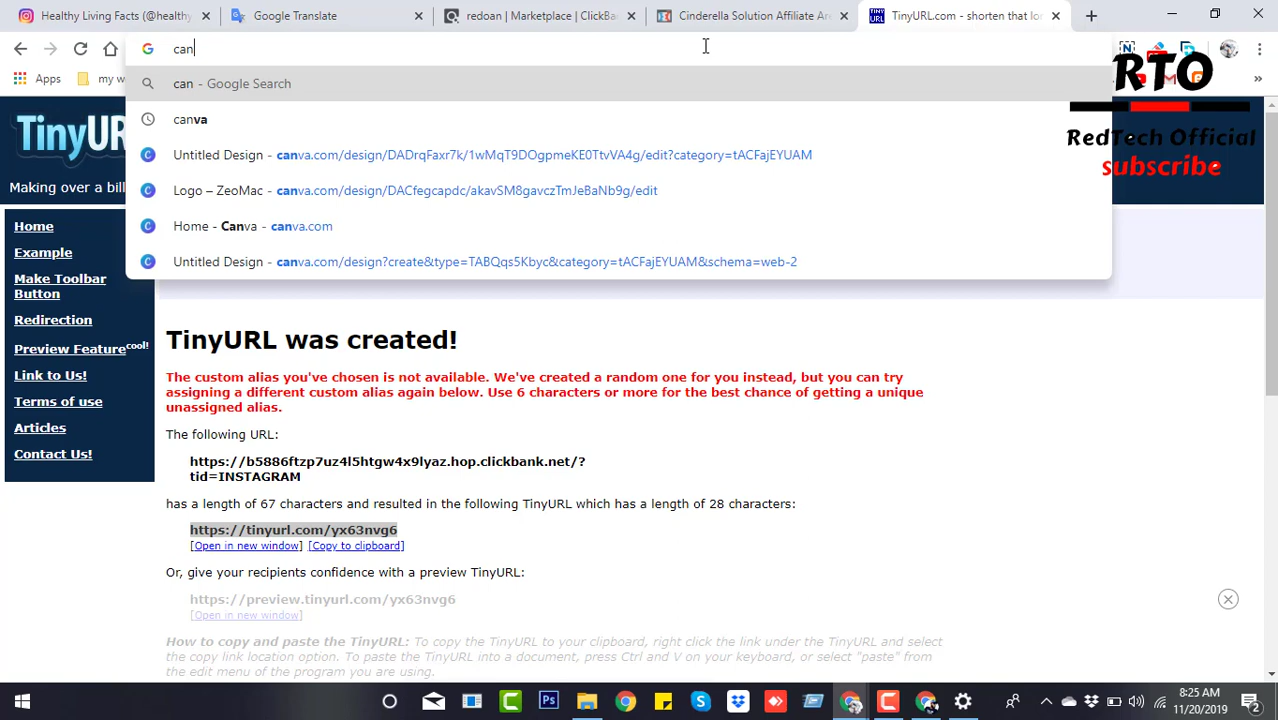 Healthy Living Facts (@healthy
Google Translate
redoan | Marketplace | ClickBan
Cinderella Solution Affiliate Are
TinyURL.com - shorten that lo
can
Apps
my w
can - Google Search
canva
Untitled Design - canva.com/design/DADrqFaxr7k/1wMqT9DOgpmeKE0TtvVA4g/edit?category=tACFajEYUAM
Logo – ZeoMac - canva.com/design/DACfegcapdc/akavSM8gavczTmJeBaNb9g/edit
Home - Canva - canva.com
Untitled Design - canva.com/design?create&type=TABQqs5Kbyc&category=tACFajEYUAM&schema=web-2
RTO
RedTech Official
subscribe
TinyUR
Making over a bill
Home
Example
Make Toolbar
Button
Redirection
Preview Feature cool!
Link to Us!
Terms of use
Articles
Contact Us!
TinyURL was created!
The custom alias you've chosen is not available. We've created a random one for you instead, but you can try
assigning a different custom alias again below. Use 6 characters or more for the best chance of getting a unique
unassigned alias.
The following URL:
https://b5886ftzp7uz4l5htgw4x9lyaz.hop.clickbank.net/?
tid=INSTAGRAM
has a length of 67 characters and resulted in the following TinyURL which has a length of 28 characters:
https://tinyurl.com/yx63nvg6
[Open in new window] [Copy to clipboard]
Or, give your recipients confidence with a preview TinyURL:
https://preview.tinyurl.com/yx63nvg6
[Open in new window]
How to copy and paste the TinyURL: To copy the TinyURL to your clipboard, right click the link under the TinyURL and select
the copy link location option. To paste the TinyURL into a document, press Ctrl and V on your keyboard, or select "paste" from
the edit menu of the program you are using.
8:25 AM
11/20/2019